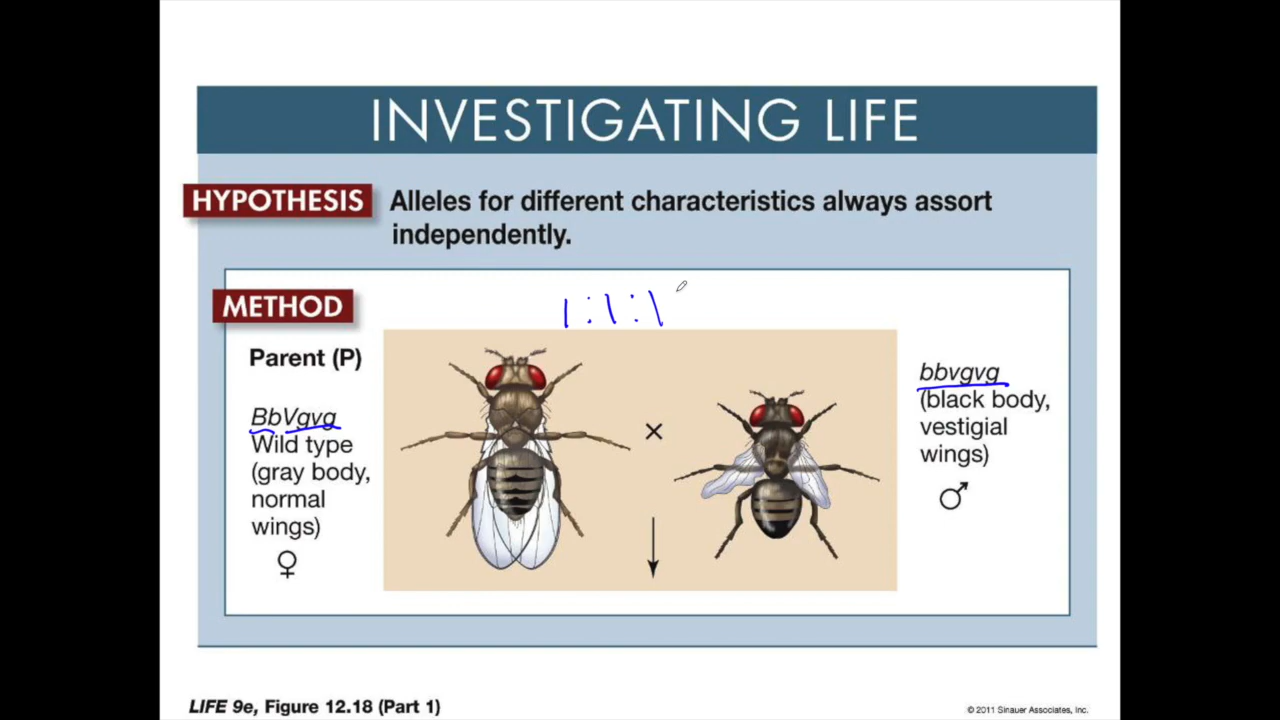 INVESTIGATING LIFE
HYPOTHESIS
Alleles for different characteristics always assort
independently.
METHOD
1:1:1
Parent (P)
BbVgvg
Wild type
(gray body,
normal
wings)
♀
×
bbvgvg
(black body,
vestigial
wings)
♂
LIFE 9e, Figure 12.18 (Part 1)
© 2011 Sinauer Associates, Inc.